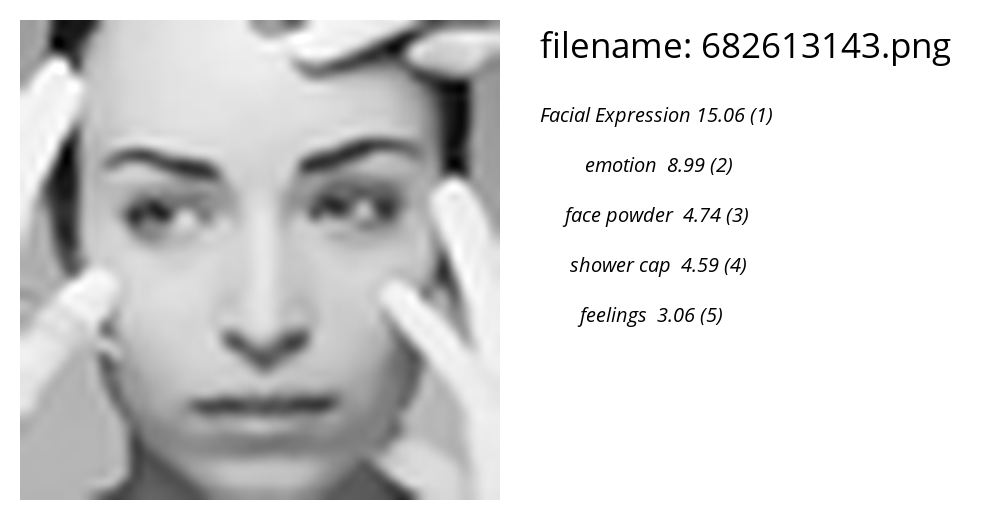 filename: 682613143.png
Facial Expression 15.06 (1)
emotion 8.99 (2)
face powder 4.74 (3)
shower cap 4.59 (4)
feelings 3.06 (5)